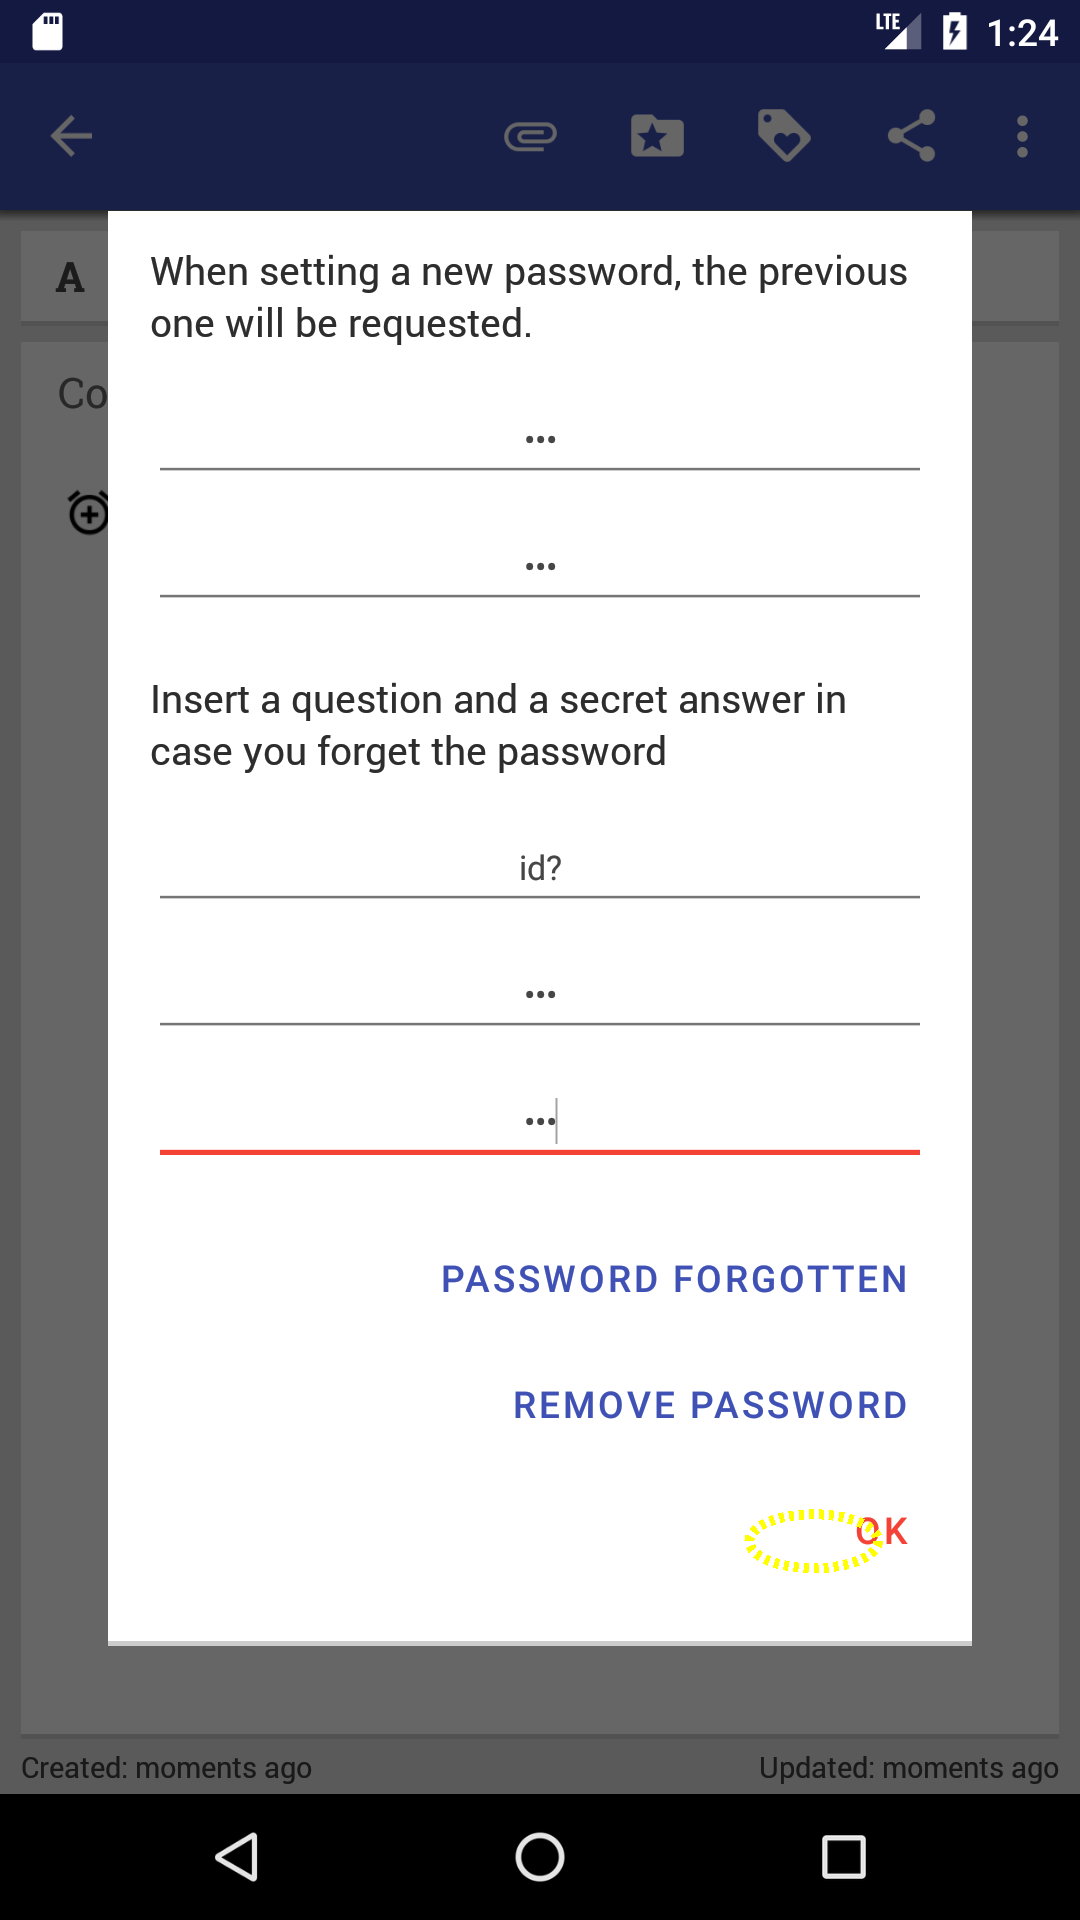 LTE 1:24
A
When setting a new password, the previous
one will be requested.
Co
•••
•••
Insert a question and a secret answer in
case you forget the password
id?
•••
•••
PASSWORD FORGOTTEN
REMOVE PASSWORD
OK
Created: moments ago Updated: moments ago